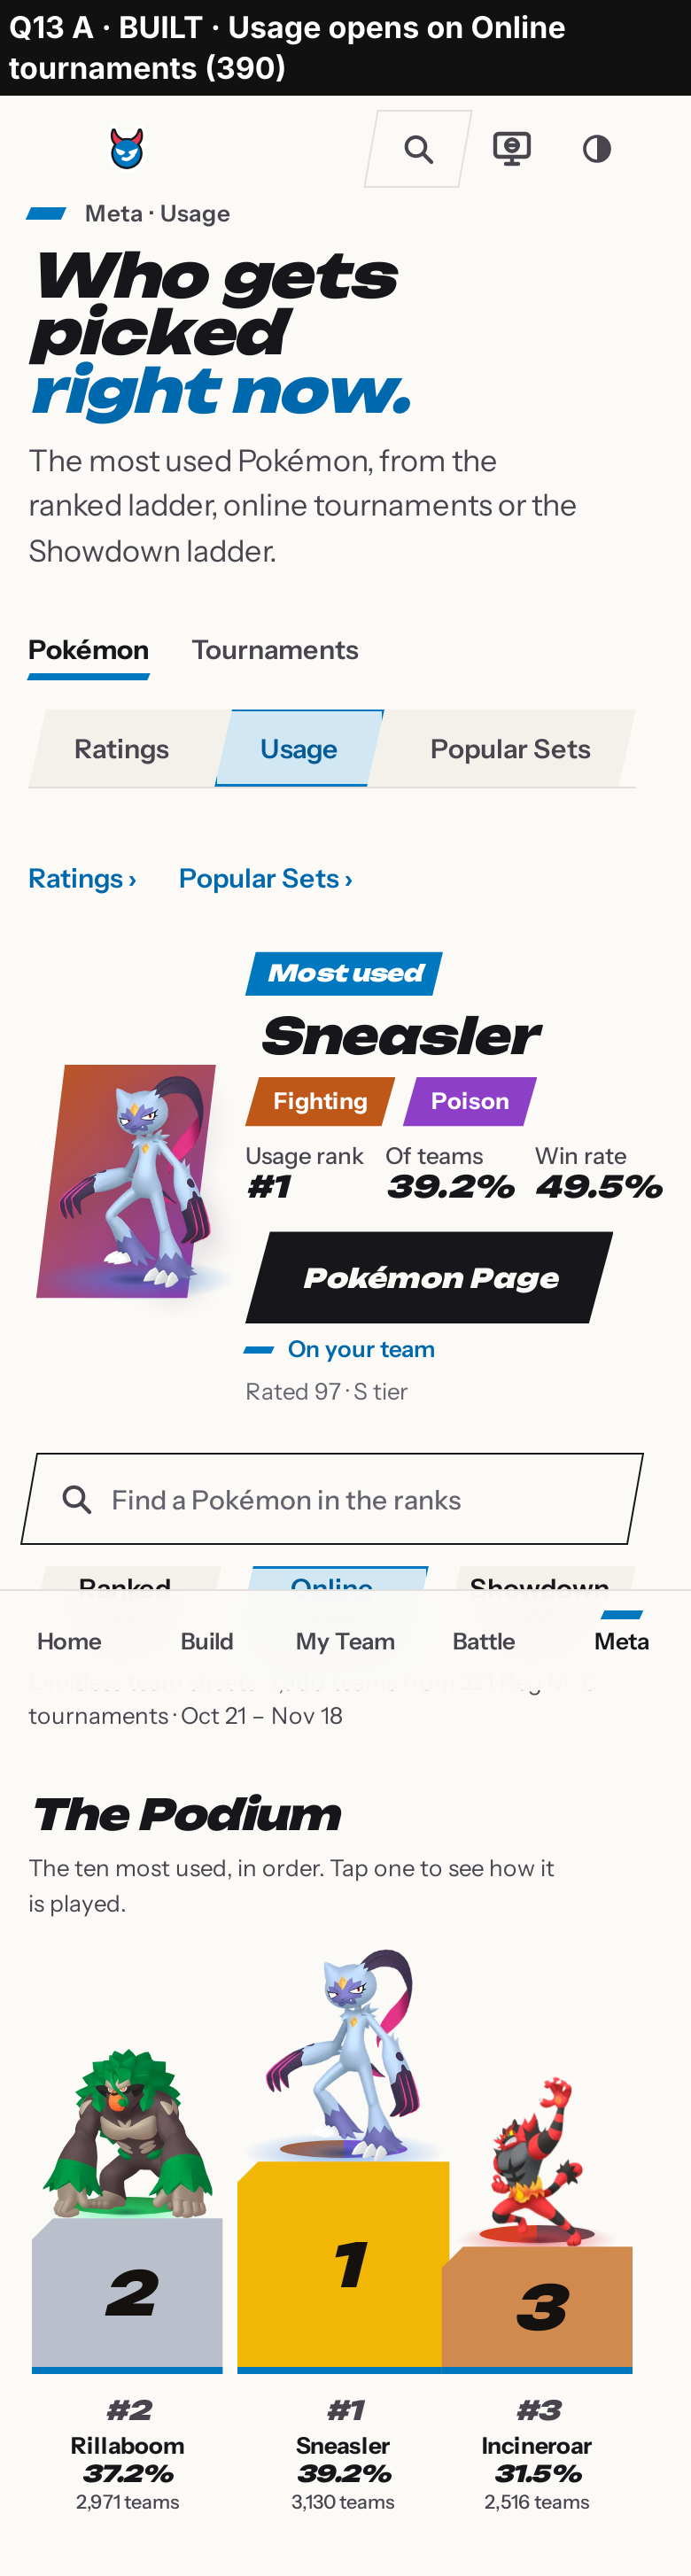 Q13 A · BUILT · Usage opens on Online
tournaments (390)
Meta · Usage
Who gets
picked
right now.
The most used Pokémon, from the
ranked ladder, online tournaments or the
Showdown ladder.
Pokémon Tournaments
Ratings Usage Popular Sets
Ratings › Popular Sets ›
Most used
Sneasler
Fighting Poison
Usage rank Of teams Win rate
#1 39.2% 49.5%
Pokémon Page
On your team
Rated 97 · S tier
Find a Pokémon in the ranks
Ranked Online Showdown
Home Build My Team Battle Meta
tournaments · Oct 21 – Nov 18
The Podium
The ten most used, in order. Tap one to see how it
is played.
2 1 3
#2 #1 #3
Rillaboom Sneasler Incineroar
37.2% 39.2% 31.5%
2,971 teams 3,130 teams 2,516 teams